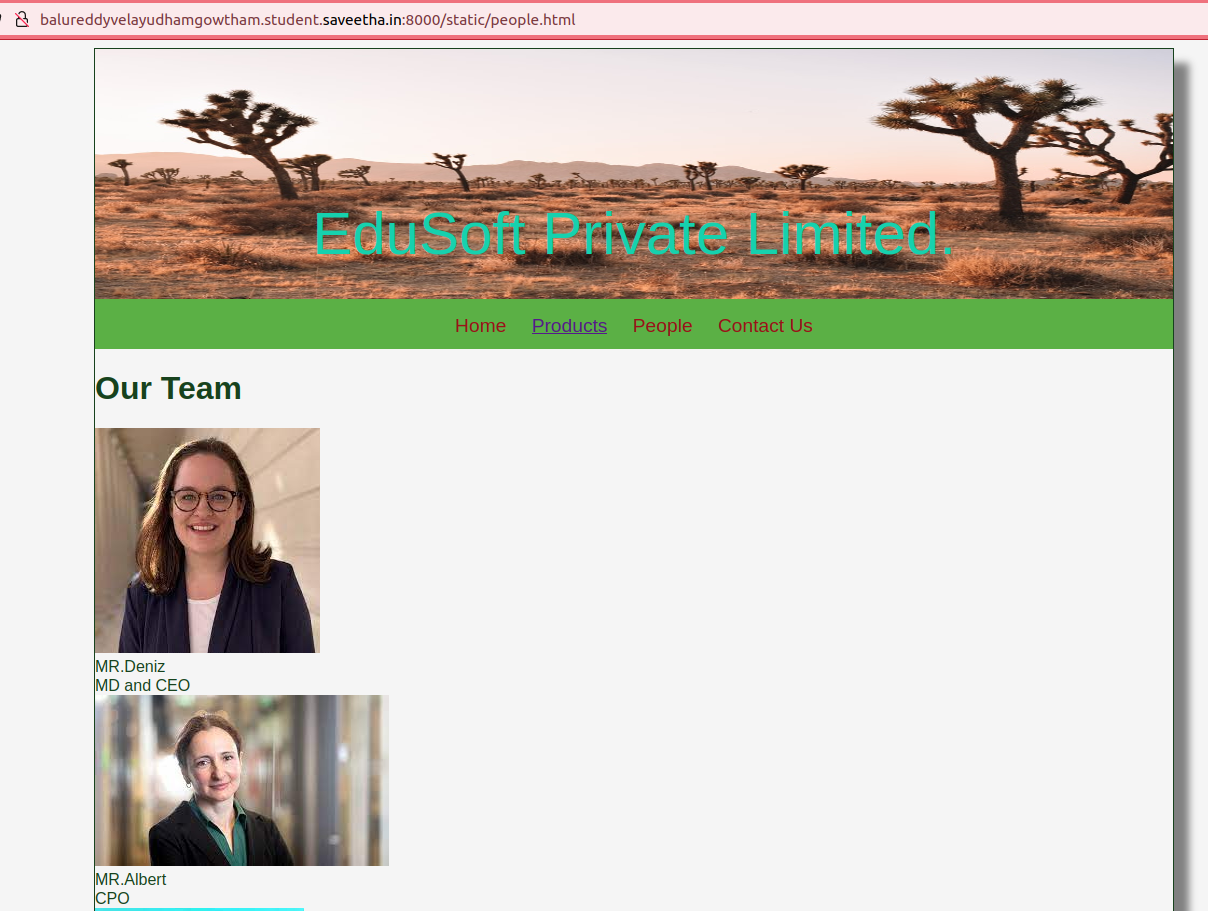 balureddyvelayudhamgowtham.student.saveetha.in:8000/static/people.html
EduSoft Private Limited.
Home Products People Contact Us
Our Team
MR.Deniz
MD and CEO
MR.Albert
CPO